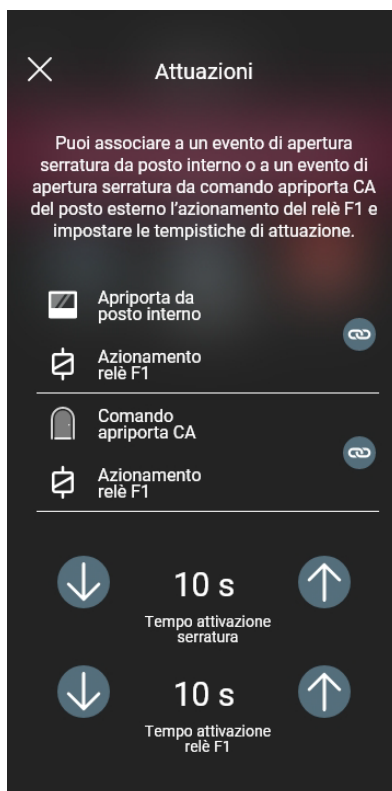 Attuazioni
Puoi associare a un evento di apertura
serratura da posto interno o a un evento di
apertura serratura da comando apriporta CA
del posto esterno l'azionamento del relè F1 e
impostare le tempistiche di attuazione.
Apriporta da
posto interno
Azionamento
relè F1
Comando
apriporta CA
Azionamento
relè F1
10 s
Tempo attivazione
serratura
10 s
Tempo attivazione
relè F1